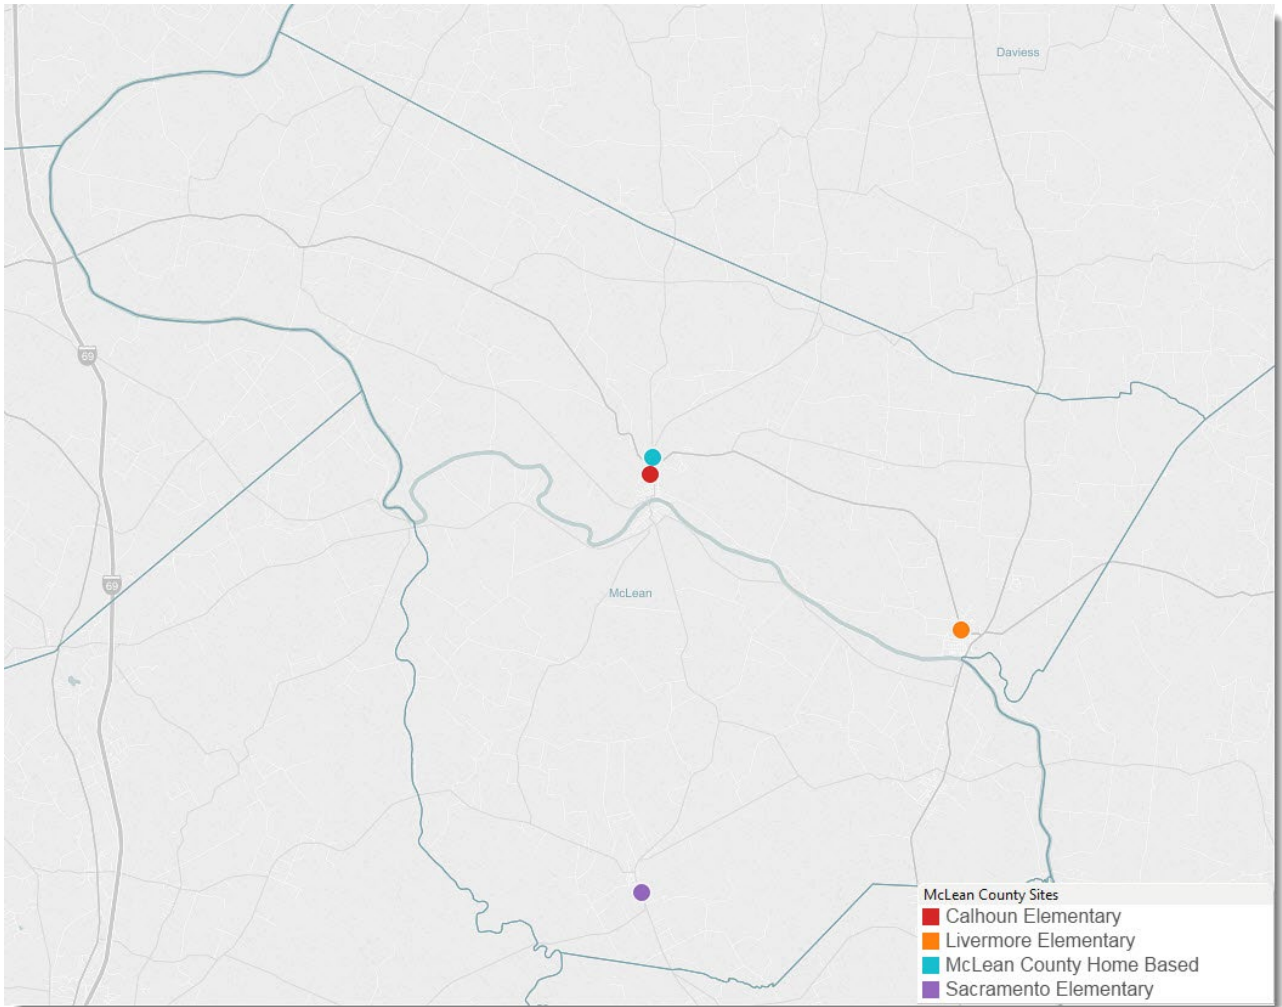 Daviess
69
69
McLean
McLean County Sites
Calhoun Elementary
Livermore Elementary
McLean County Home Based
Sacramento Elementary